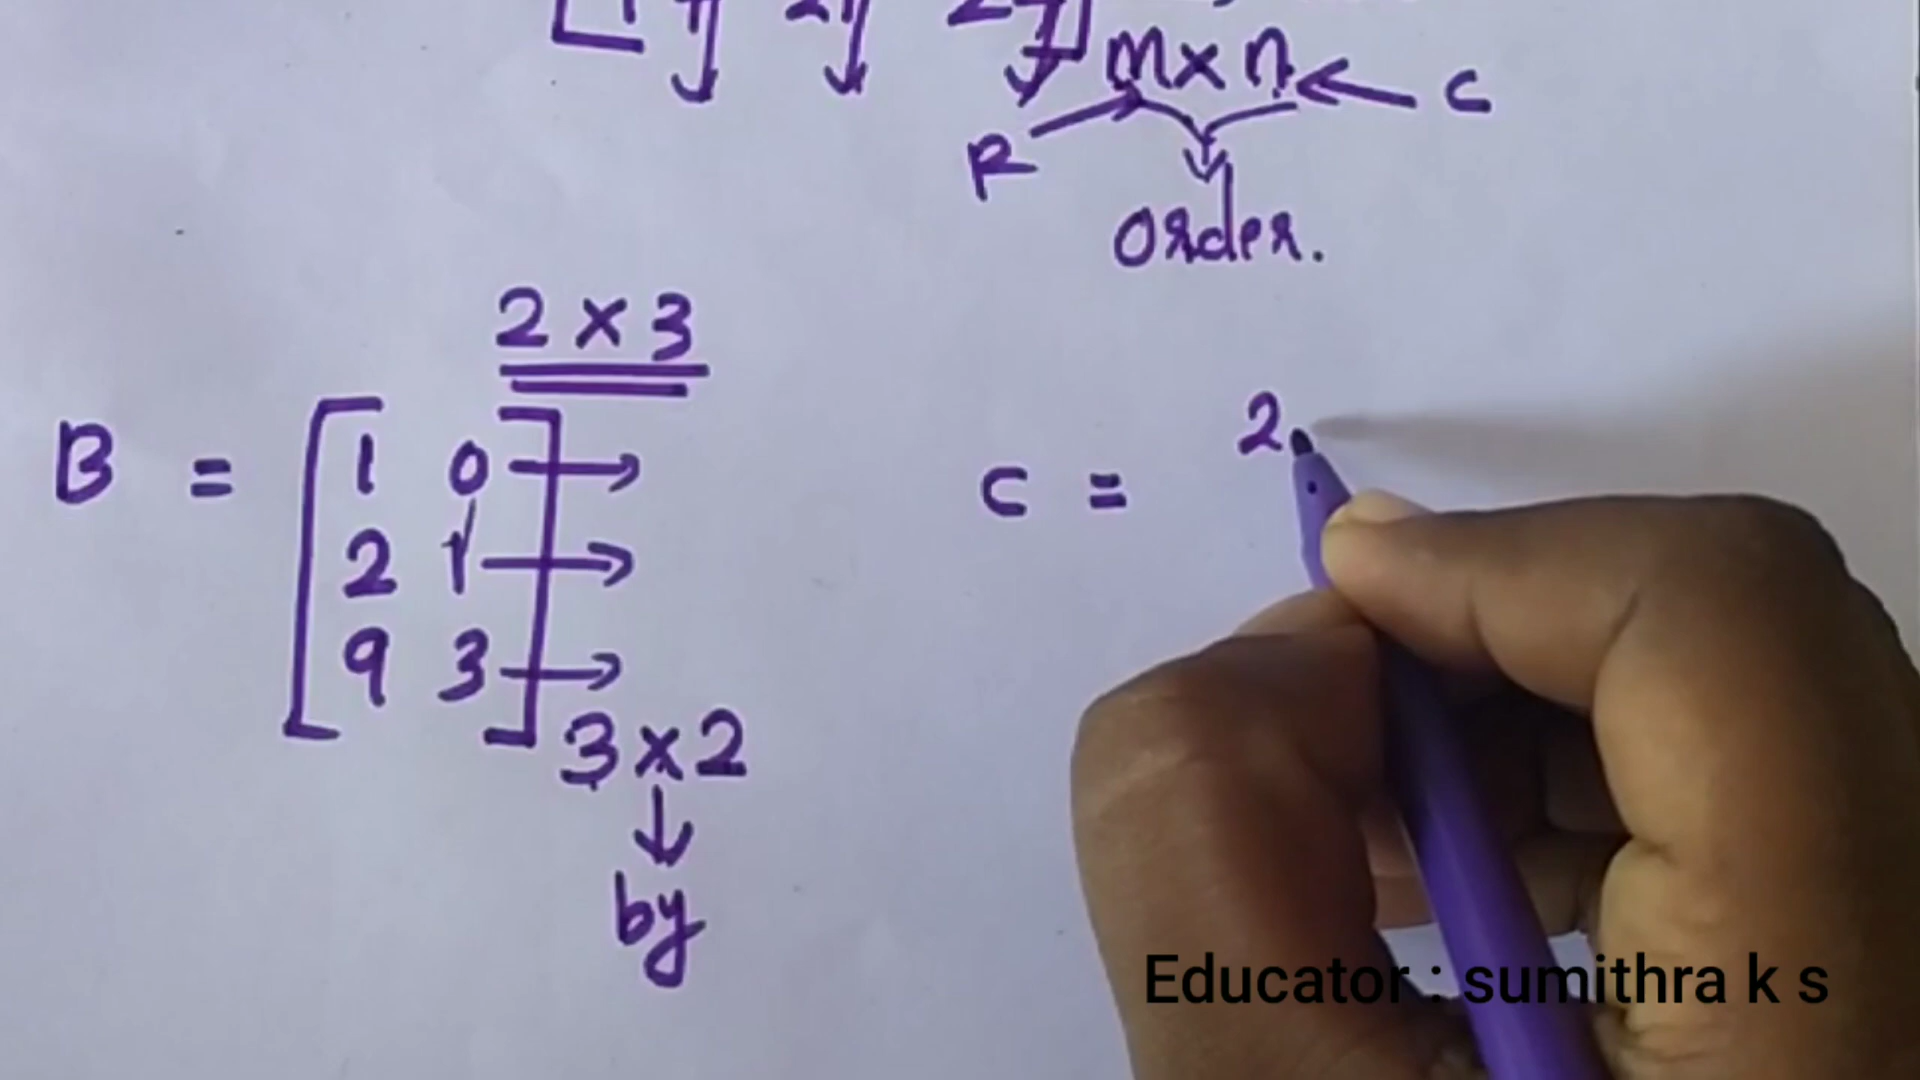 m×n ← C
R
order.
2 × 3
B = [ 1 0
2 1
9 3 ] 3×2
by
C = 2
Educator : sumithra k s